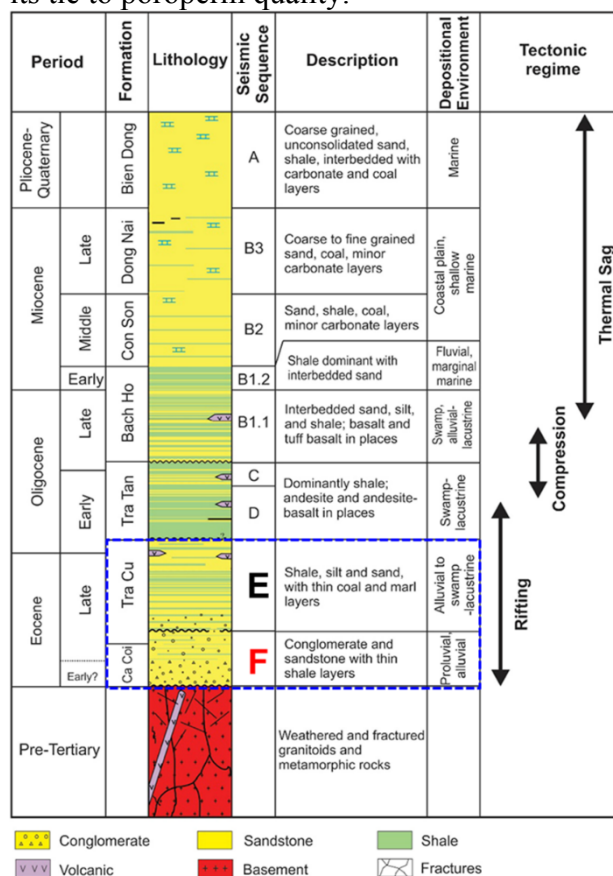 its tie to poroperm quality.
Period
Formation
Lithology
Seismic
Sequence
Description
Depositional
Environment
Tectonic
regime
Pliocene-
Quaternary
Bien Dong
A
Coarse grained,
unconsolidated sand,
shale, interbedded with
carbonate and coal
layers
Marine
Miocene
Late
Dong Nai
B3
Coarse to fine grained
sand, coal, minor
carbonate layers
Coastal plain,
shallow
marine
Middle
Con Son
B2
Sand, shale, coal,
minor carbonate layers
Early
Bach Ho
B1.2
Shale dominant with
interbedded sand
Fluvial,
marginal
marine
Oligocene
Late
B1.1
Interbedded sand, silt,
and shale; basalt and
tuff basalt in places
Swamp,
alluvial-
lacustrine
Early
Tra Tan
C
D
Dominantly shale;
andesite and andesite-
basalt in places
Swamp-
lacustrine
Eocene
Late
Tra Cu
E
Shale, silt and sand,
with thin coal and marl
layers
Alluvial to
swamp
-lacustrine
Early?
Ca Coi
F
Conglomerate and
sandstone with thin
shale layers
Proluvial,
alluvial
Pre-Tertiary
Weathered and fractured
granitoids and
metamorphic rocks
Thermal Sag
Compression
Rifting
Conglomerate
Sandstone
Shale
Volcanic
Basement
Fractures